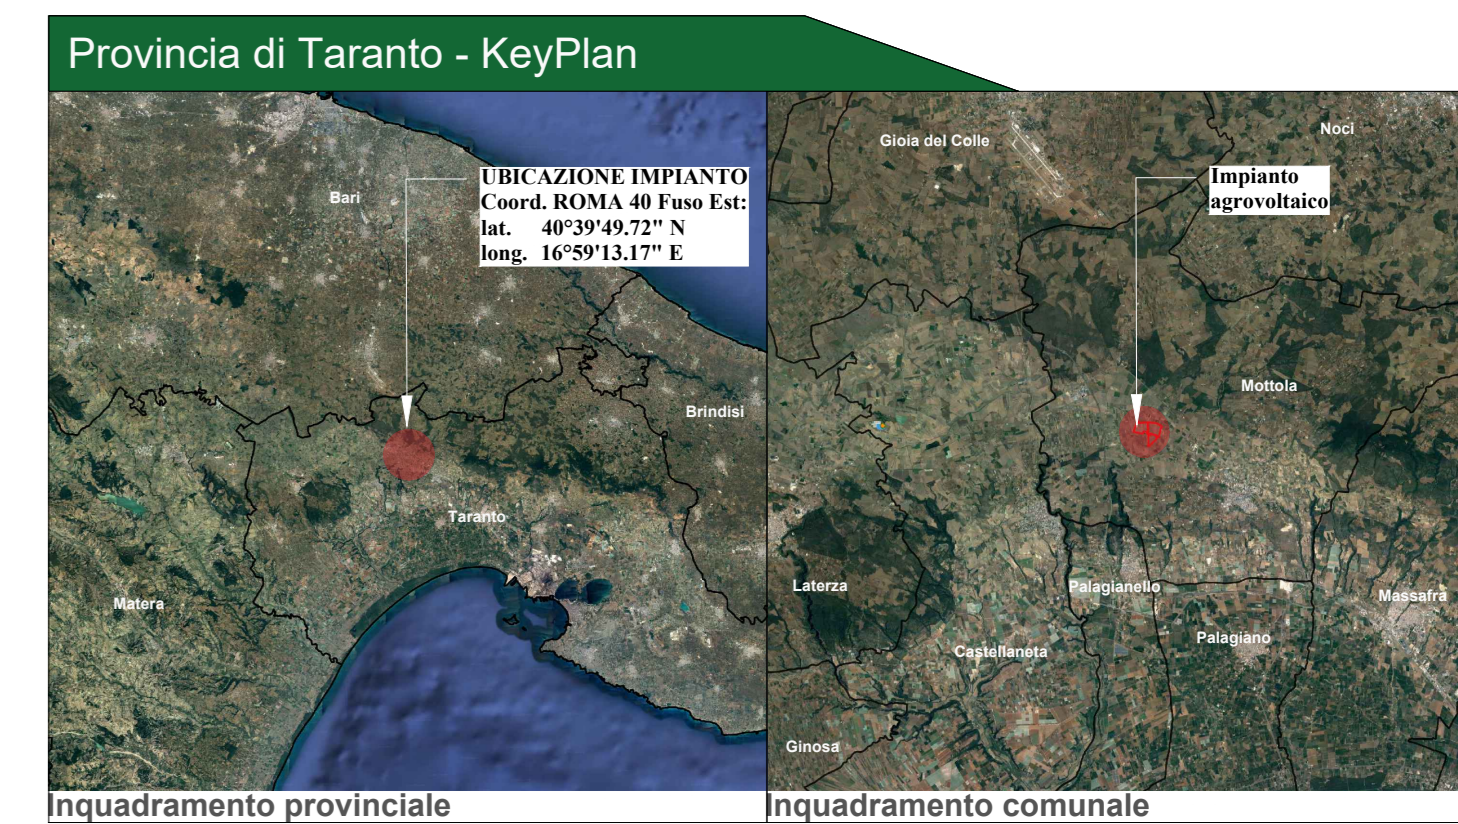 Provincia di Taranto - KeyPlan
Bari
UBICAZIONE IMPIANTO
Coord. ROMA 40 Fuso Est:
lat. 40°39'49.72" N
long. 16°59'13.17" E
Brindisi
Taranto
Matera
Inquadramento provinciale
Gioia del Colle
Noci
Impianto
agrovoltaico
Mottola
Laterza
Palagianello
Massafra
Palagiano
Castellaneta
Ginosa
Inquadramento comunale